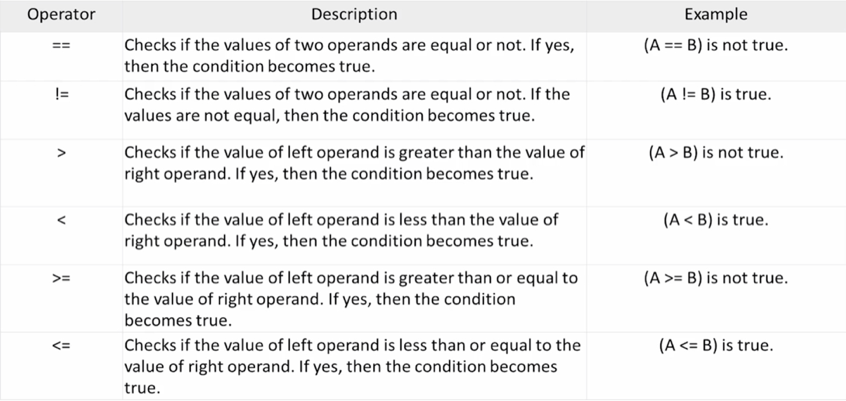 Operator Description Example
== Checks if the values of two operands are equal or not. If yes, (A == B) is not true.
then the condition becomes true.
!= Checks if the values of two operands are equal or not. If the (A != B) is true.
values are not equal, then the condition becomes true.
> Checks if the value of left operand is greater than the value of (A > B) is not true.
right operand. If yes, then the condition becomes true.
< Checks if the value of left operand is less than the value of (A < B) is true.
right operand. If yes, then the condition becomes true.
>= Checks if the value of left operand is greater than or equal to (A >= B) is not true.
the value of right operand. If yes, then the condition
becomes true.
<= Checks if the value of left operand is less than or equal to the (A <= B) is true.
value of right operand. If yes, then the condition becomes
true.